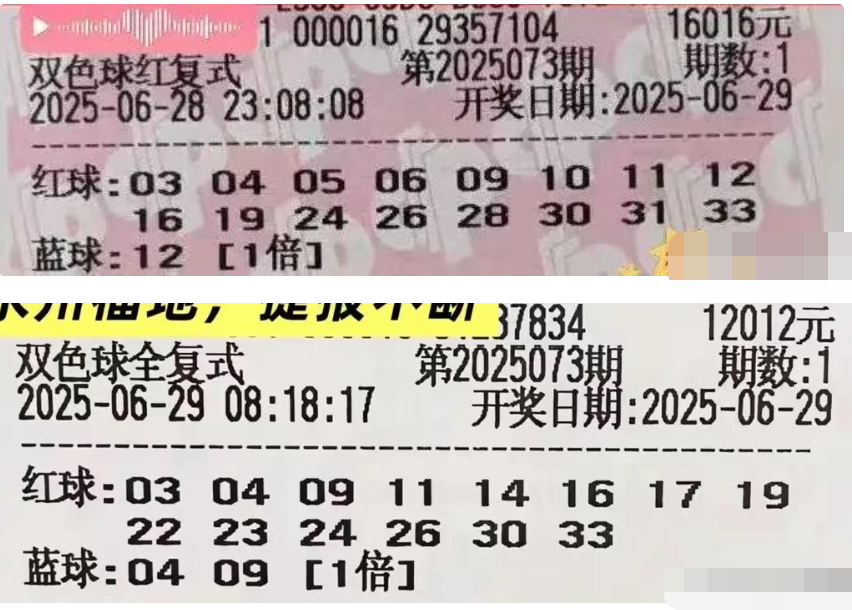 1 000016 29357104 16016元
双色球红复式 第2025073期 期数:1
2025-06-28 23:08:08 开奖日期:2025-06-29
红球:03 04 05 06 09 10 11 12
16 19 24 26 28 30 31 33
蓝球:12 [1倍]
37834 12012元
双色球全复式 第2025073期 期数:1
2025-06-29 08:18:17 开奖日期:2025-06-29
红球:03 04 09 11 14 16 17 19
22 23 24 26 30 33
蓝球:04 09 [1倍]